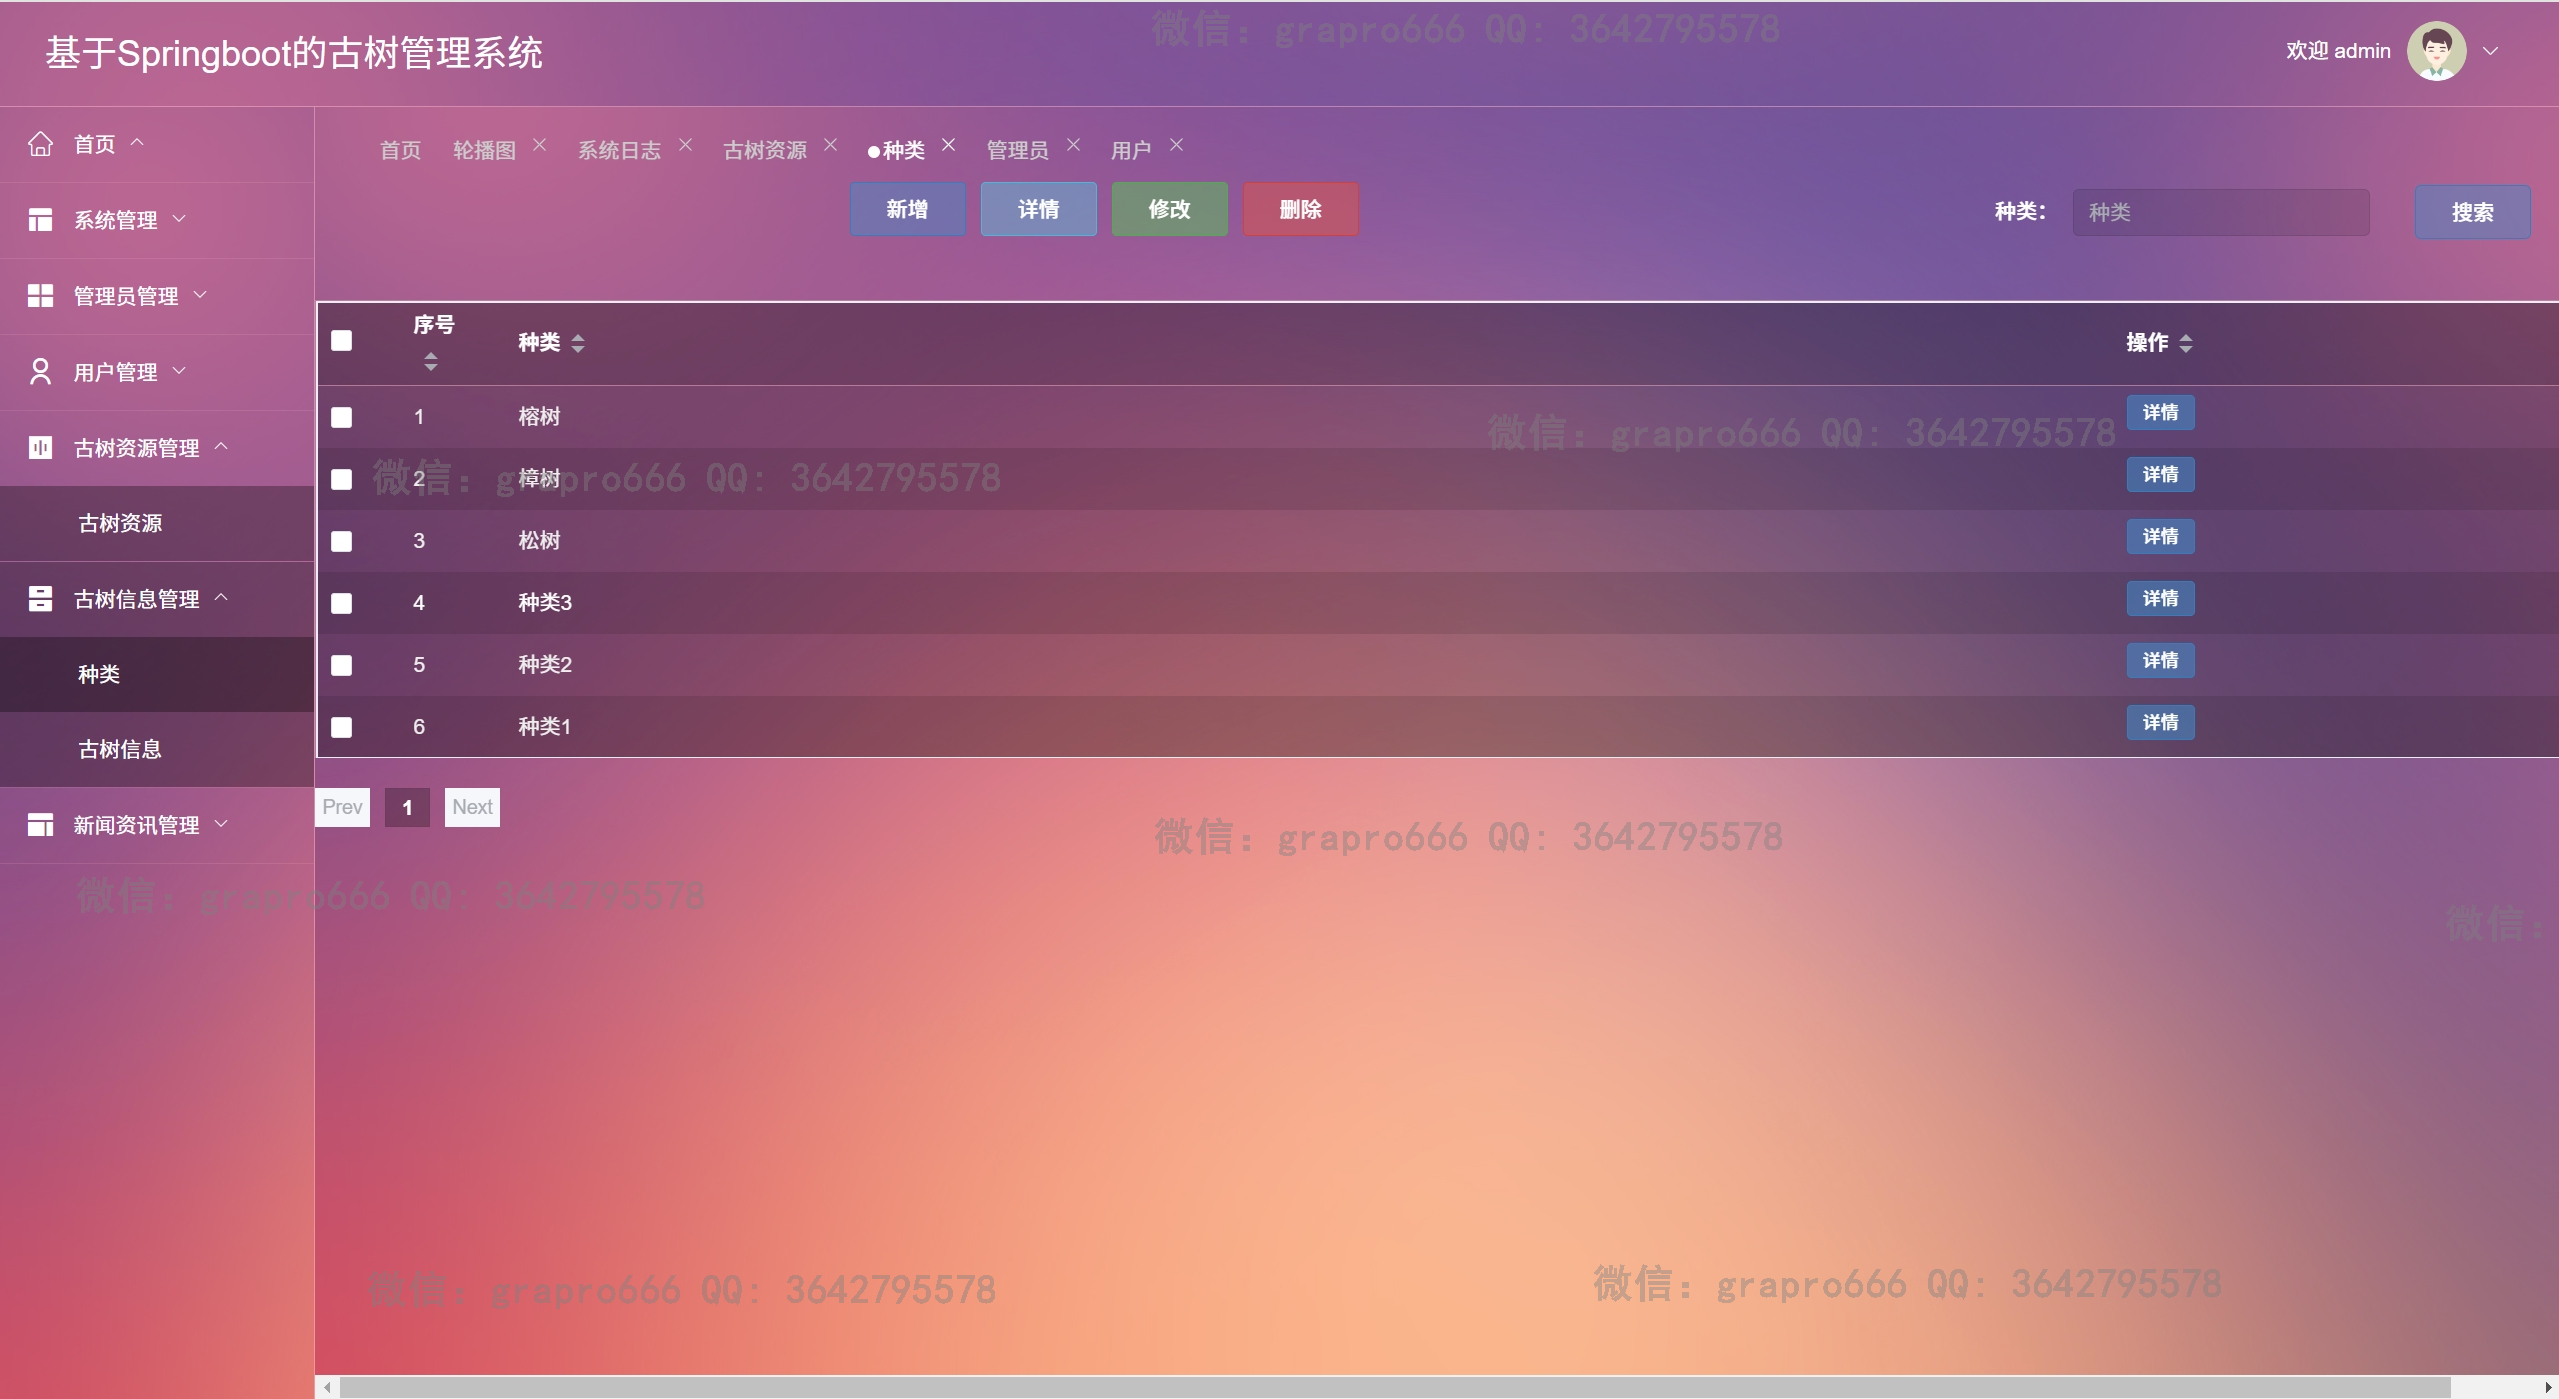 微信: grapro666 QQ: 3642795578
基于Springboot的古树管理系统
欢迎 admin
首页
系统管理
管理员管理
用户管理
古树资源管理
古树资源
古树信息管理
种类
古树信息
新闻资讯管理
首页 轮播图 系统日志 古树资源 种类 管理员 用户
新增 详情 修改 删除
种类: 种类 搜索
序号 种类 操作
1 榕树 详情
微信: grapro666 QQ: 3642795578
2 樟树 详情
微信: grapro666 QQ: 3642795578
3 松树 详情
4 种类3 详情
5 种类2 详情
6 种类1 详情
Prev 1 Next
微信: grapro666 QQ: 3642795578
微信: grapro666 QQ: 3642795578
微信:
微信: grapro666 QQ: 3642795578
微信: grapro666 QQ: 3642795578